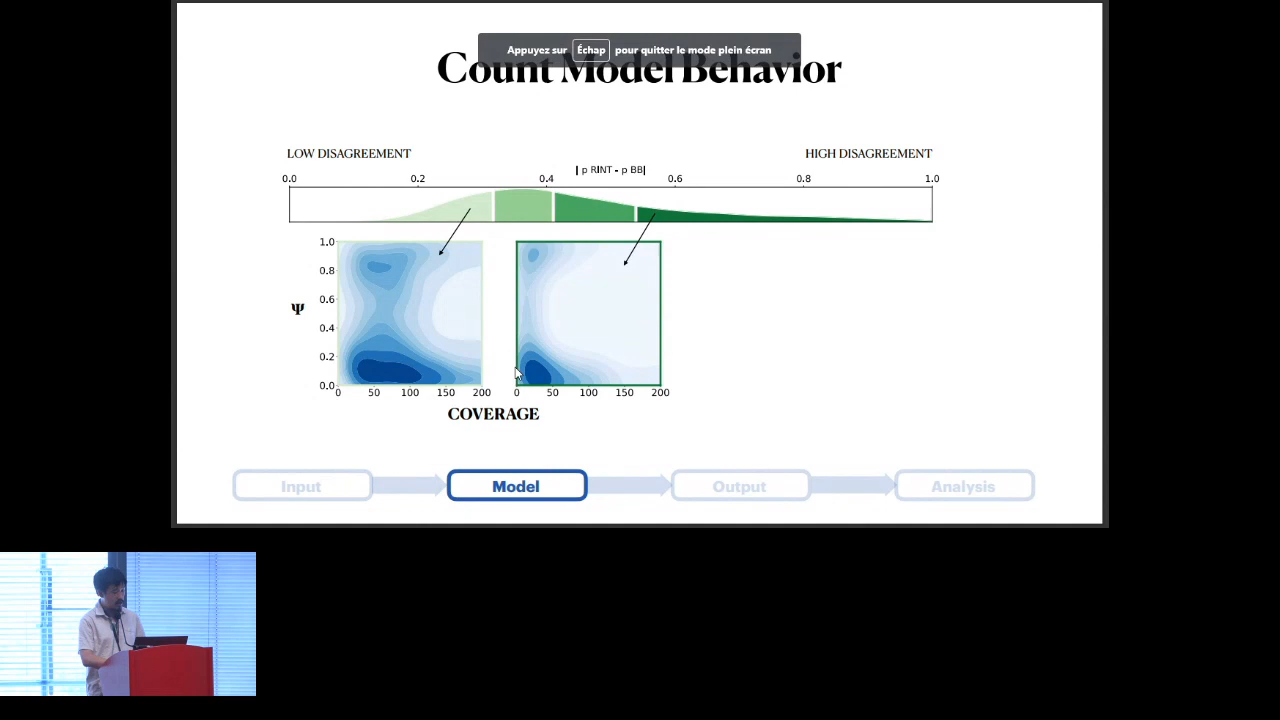 Appuyez sur Échap pour quitter le mode plein écran
Count Model Behavior
LOW DISAGREEMENT
HIGH DISAGREEMENT
| p RINT - p BB|
0.0 0.2 0.4 0.6 0.8 1.0
1.0
0.8
0.6
Ψ
0.4
0.2
0.0
0 50 100 150 200
0 50 100 150 200
COVERAGE
Input
Model
Output
Analysis